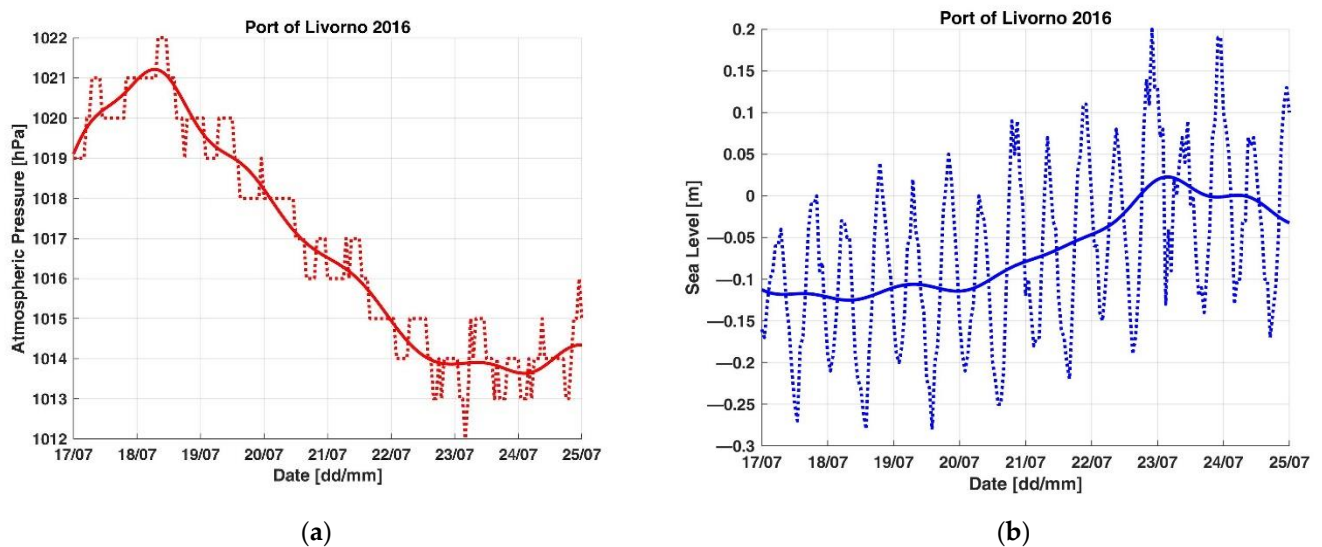 Port of Livorno 2016
Atmospheric Pressure [hPa]
1022
1021
1020
1019
1018
1017
1016
1015
1014
1013
1012
17/07 18/07 19/07 20/07 21/07 22/07 23/07 24/07 25/07
Date [dd/mm]
(a)
Port of Livorno 2016
Sea Level [m]
0.2
0.15
0.1
0.05
0
—0.05
—0.1
—0.15
—0.2
—0.25
—0.3
17/07 18/07 19/07 20/07 21/07 22/07 23/07 24/07 25/07
Date [dd/mm]
(b)